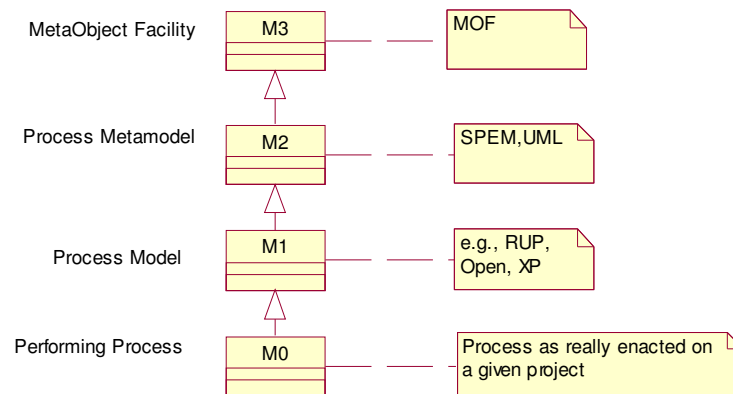 MetaObject Facility
M3
MOF
Process Metamodel
M2
SPEM,UML
Process Model
M1
e.g., RUP,
Open, XP
Performing Process
M0
Process as really enacted on
a given project